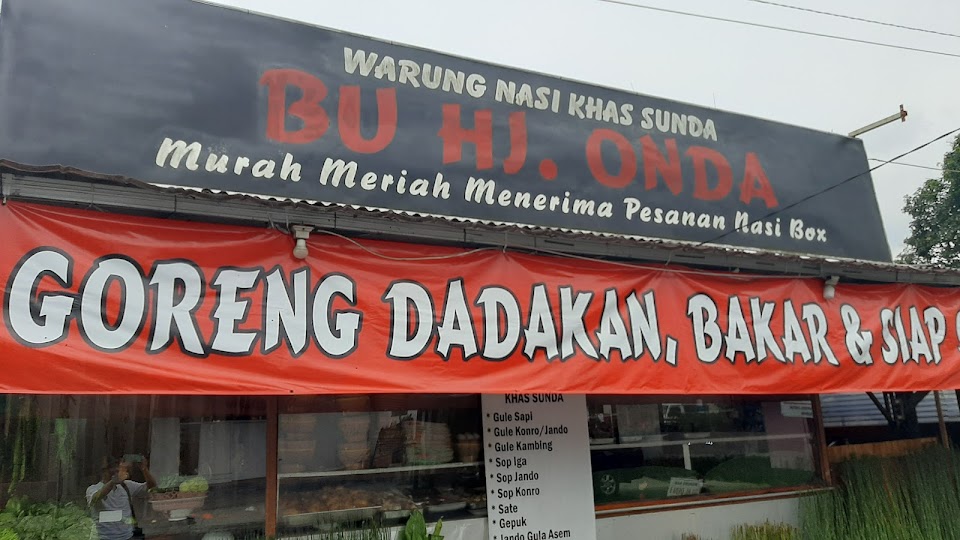 WARUNG NASI KHAS SUNDA
BU HJ. ONDA
Murah Meriah Menerima Pesanan Nasi Box
GORENG DADAKAN, BAKAR & SIAP
KHAS SUNDA
* Gule Sapi
* Gule Konro/Jando
* Gule Kambing
* Sop Iga
* Sop Jando
* Sop Konro
* Sate
* Gepuk
* Jando Gula Asem